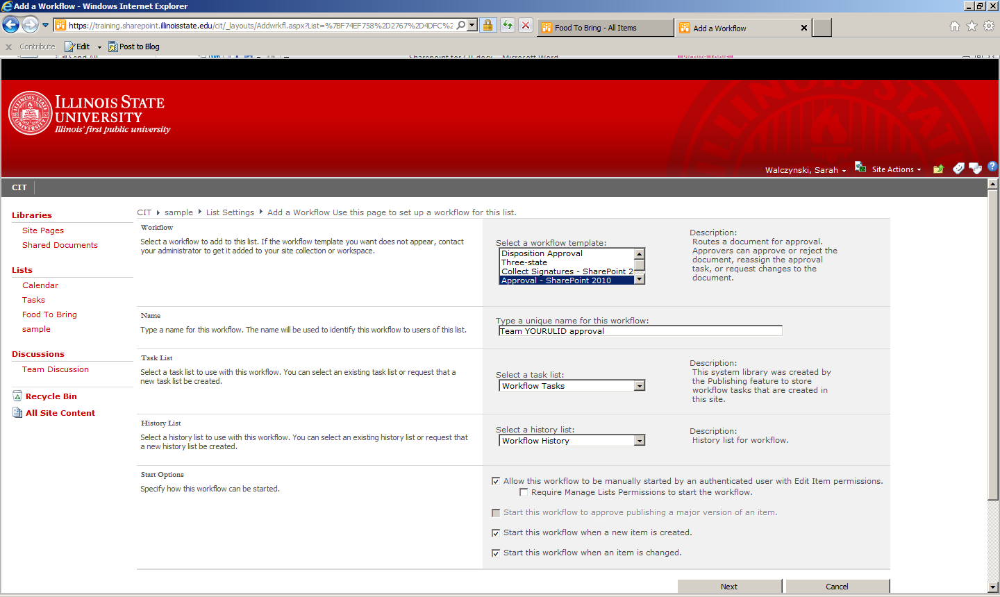 Add a Workflow - Windows Internet Explorer
https://training.sharepoint.illinoisstate.edu/cit/_layouts/Addwrkfl.aspx?List=%7BF74EF758%2D2767%2D4DFC%2
Food To Bring - All Items
Add a Workflow
x Contribute
Edit
Post to Blog
Sharepoint for CIT.docx - Microsoft Word
Picture Tools
ILLINOIS STATE
UNIVERSITY
Illinois' first public university
Walczynski, Sarah
Site Actions
CIT
Libraries
Site Pages
Shared Documents
Lists
Calendar
Tasks
Food To Bring
sample
Discussions
Team Discussion
Recycle Bin
All Site Content
CIT sample List Settings Add a Workflow Use this page to set up a workflow for this list.
Workflow
Select a workflow to add to this list. If the workflow template you want does not appear, contact
your administrator to get it added to your site collection or workspace.
Select a workflow template:
Disposition Approval
Three-state
Collect Signatures - SharePoint 2
Approval - SharePoint 2010
Description:
Routes a document for approval.
Approvers can approve or reject the
document, reassign the approval
task, or request changes to the
document.
Name
Type a name for this workflow. The name will be used to identify this workflow to users of this list.
Type a unique name for this workflow:
Team YOURULID approval
Task List
Select a task list to use with this workflow. You can select an existing task list or request that a
new task list be created.
Select a task list:
Workflow Tasks
Description:
This system library was created by
the Publishing feature to store
workflow tasks that are created in
this site.
History List
Select a history list to use with this workflow. You can select an existing history list or request that
a new history list be created.
Select a history list:
Workflow History
Description:
History list for workflow.
Start Options
Specify how this workflow can be started.
Allow this workflow to be manually started by an authenticated user with Edit Item permissions.
Require Manage Lists Permissions to start the workflow.
Start this workflow to approve publishing a major version of an item.
Start this workflow when a new item is created.
Start this workflow when an item is changed.
Next
Cancel